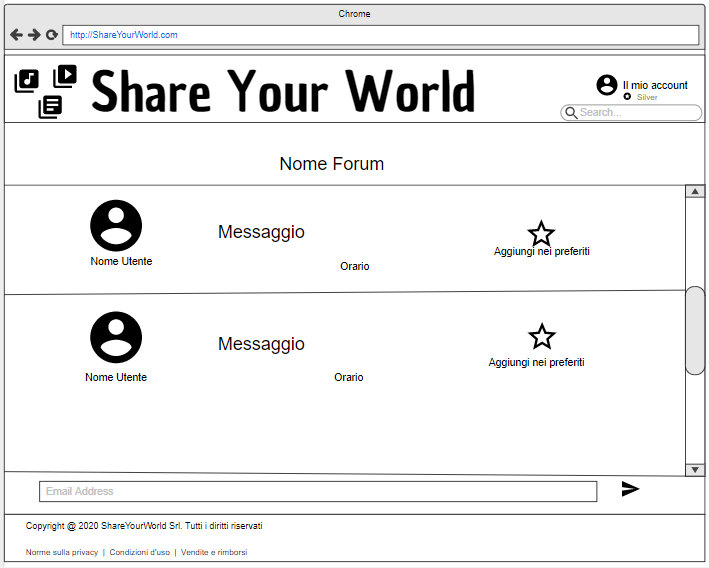 Chrome
http://ShareYourWorld.com
Share Your World
Il mio account
Silver
Search...
Nome Forum
Messaggio
Aggiungi nei preferiti
Nome Utente
Orario
Messaggio
Aggiungi nei preferiti
Nome Utente
Orario
Email Address
Copyright @ 2020 ShareYourWorld Srl. Tutti i diritti riservati
Norme sulla privacy | Condizioni d'uso | Vendite e rimborsi